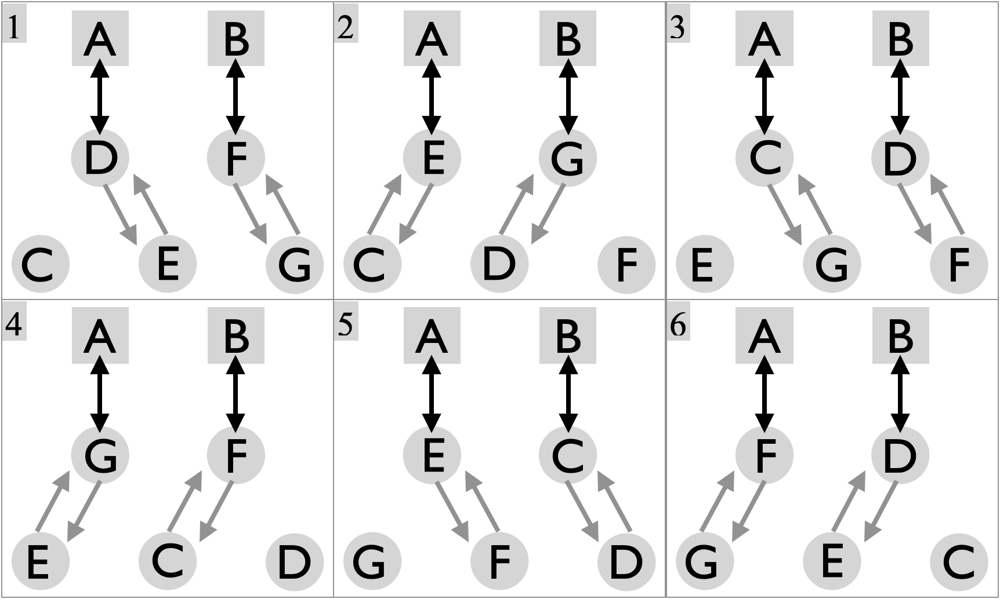 1 A B 2 A B 3 A B
D F E G C D
C E G C D F E G F
4 A B 5 A B 6 A B
G F E C F D
E C D G F D G E C